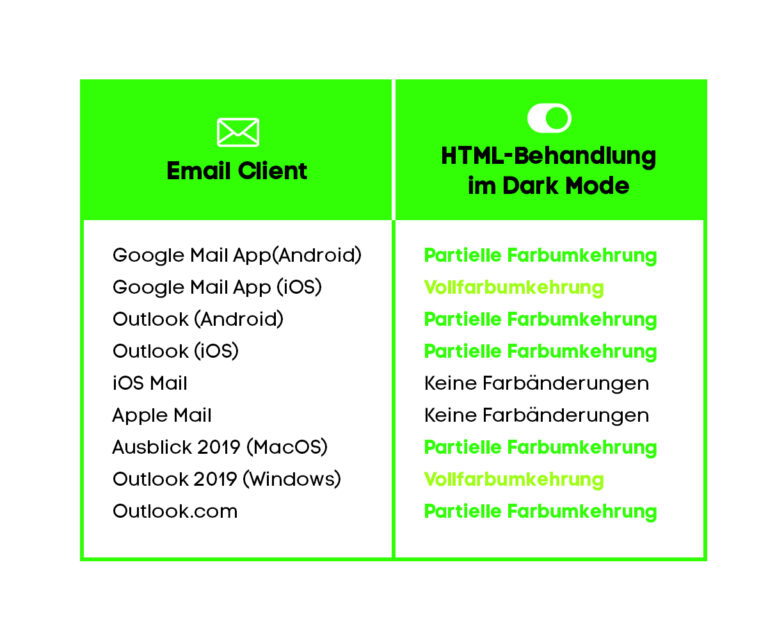 Email Client
HTML-Behandlung
im Dark Mode
Google Mail App(Android) Partielle Farbumkehrung
Google Mail App (iOS) Vollfarbumkehrung
Outlook (Android) Partielle Farbumkehrung
Outlook (iOS) Partielle Farbumkehrung
iOS Mail Keine Farbänderungen
Apple Mail Keine Farbänderungen
Ausblick 2019 (MacOS) Partielle Farbumkehrung
Outlook 2019 (Windows) Vollfarbumkehrung
Outlook.com Partielle Farbumkehrung